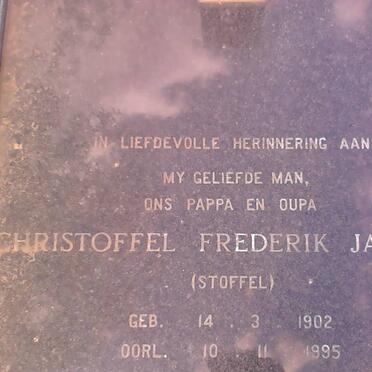 IN LIEFDEVOLLE HERINNERING AAN
MY GELIEFDE MAN,
ONS PAPPA EN OUPA
CHRISTOFFEL FREDERIK JA
(STOFFEL)
GEB. 14 . 3 . 1902
OORL. 10 . 11 . 1995